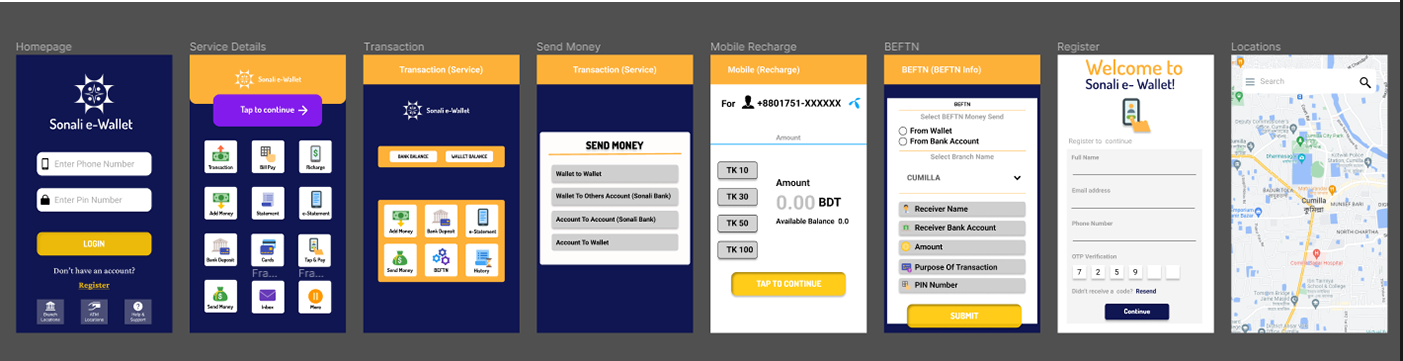 Homepage
Sonali e-Wallet
Enter Phone Number
Enter Pin Number
LOGIN
Don't have an account?
Register
Branch Locations
ATM Locations
Help & Support
Service Details
Sonali e-Wallet
Tap to continue
Transaction
Bill Pay
Richarge
Add Money
Statement
e-Statement
Bank Deposit
Cards
Tap & Pay
Fra...
Fra...
Send Money
Inbox
More
Transaction
Transaction (Service)
Sonali e-Wallet
BANK BALANCE
WALLET BALANCE
Add Money
Bank Deposit
e-Statement
Send Money
BEFTN
History
Send Money
Transaction (Service)
SEND MONEY
Wallet to Wallet
Wallet To Others Account (Sonali Bank)
Account To Account (Sonali Bank)
Account To Wallet
Mobile Recharge
Mobile (Recharge)
For +8801751-XXXXXX
Amount
TK 10
TK 30
TK 50
TK 100
Amount
0.00 BDT
Available Balance 0.0
TAP TO CONTINUE
BEFTN
BEFTN (BEFTN Info)
BEFTN
Select BEFTN Money Send
From Wallet
From Bank Account
Select Branch Name
CUMILLA
Receiver Name
Receiver Bank Account
Amount
Purpose Of Transaction
PIN Number
SUBMIT
Register
Welcome to
Sonali e- Wallet!
Register to continue
Full Name
Email address
Phone Number
OTP Verification
7 2 5 9
Didn't receive a code? Resend
Continue
Locations
Search
Cumilla
কুমিল্লা